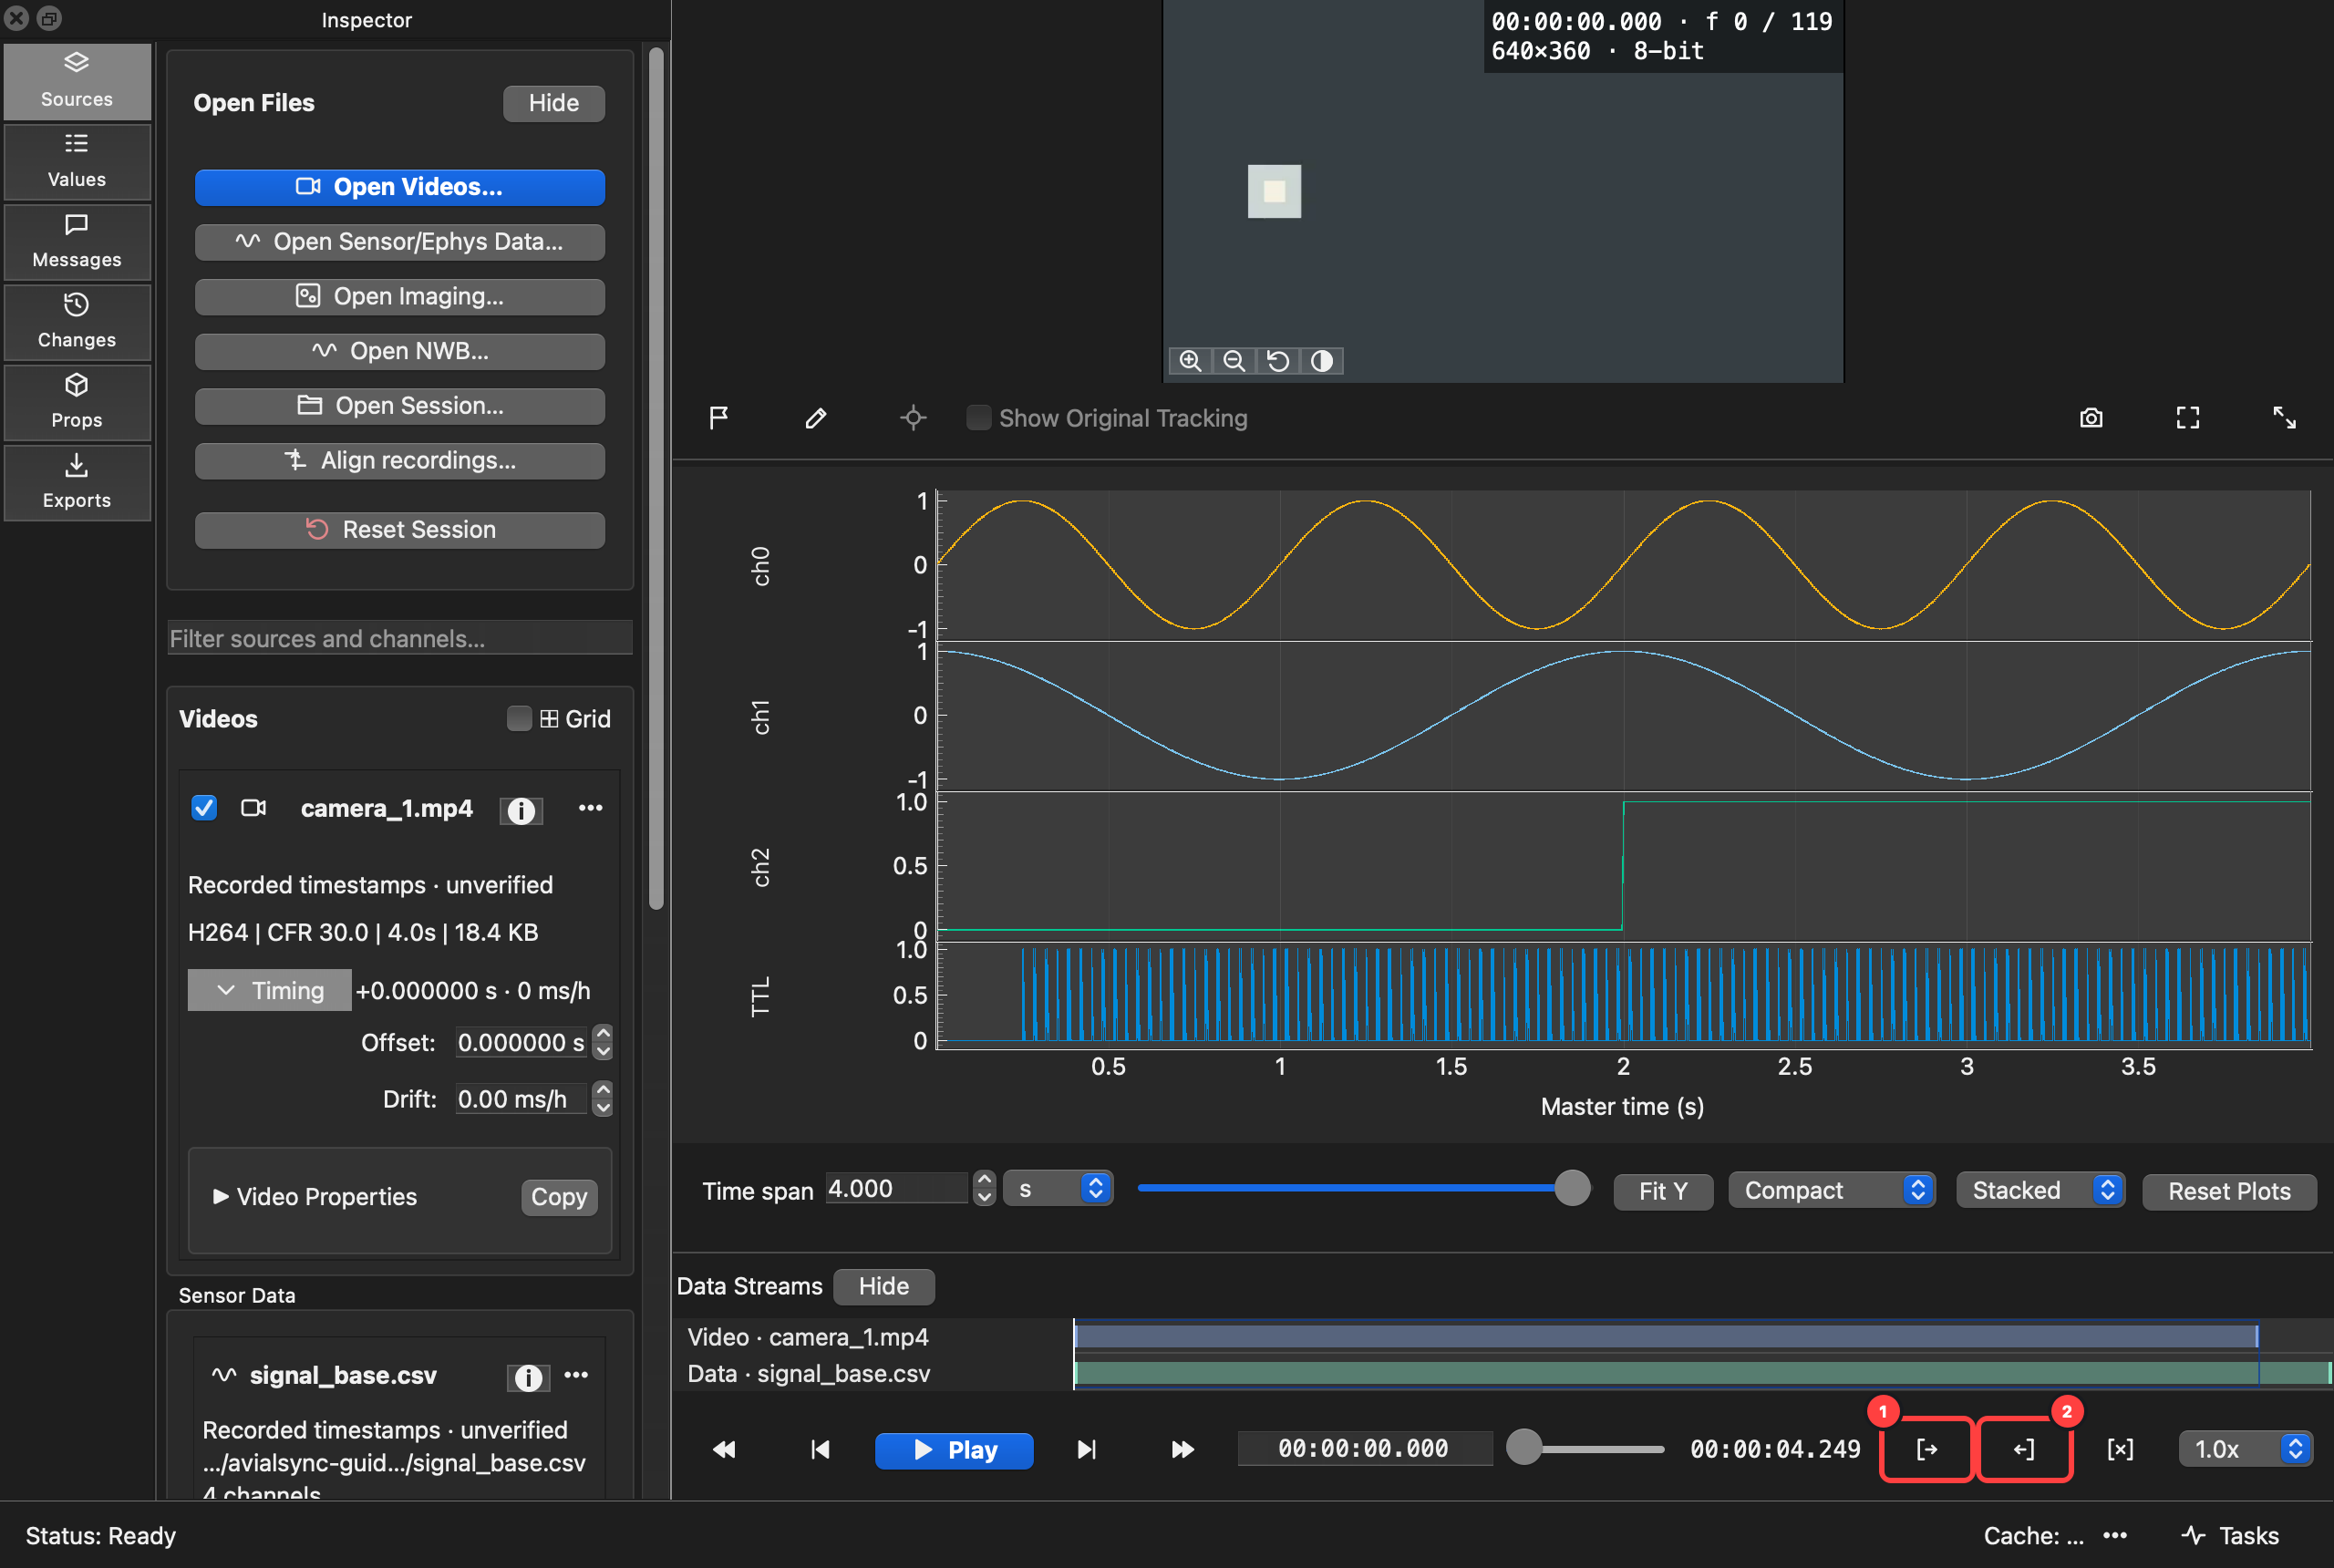 Inspector
Sources
Values
Messages
Changes
Props
Exports
Open Files
Hide
Open Videos...
Open Sensor/Ephys Data...
Open Imaging...
Open NWB...
Open Session...
Align recordings...
Reset Session
Filter sources and channels...
Videos
Grid
camera_1.mp4
Recorded timestamps · unverified
H264 | CFR 30.0 | 4.0s | 18.4 KB
Timing +0.000000 s · 0 ms/h
Offset: 0.000000 s
Drift: 0.00 ms/h
Video Properties
Copy
Sensor Data
signal_base.csv
Recorded timestamps · unverified
.../avialsync-guid.../signal_base.csv
4 channels
00:00:00.000 · f 0 / 119
640×360 · 8-bit
Show Original Tracking
ch0
1
0
-1
ch1
1
0
-1
ch2
1.0
0.5
0
TTL
1.0
0.5
0
0.5 1 1.5 2 2.5 3 3.5
Master time (s)
Time span 4.000 s Fit Y Compact Stacked Reset Plots
Data Streams Hide
Video · camera_1.mp4
Data · signal_base.csv
1 2
Play 00:00:00.000 00:00:04.249 1.0x
Status: Ready
Cache: ... Tasks